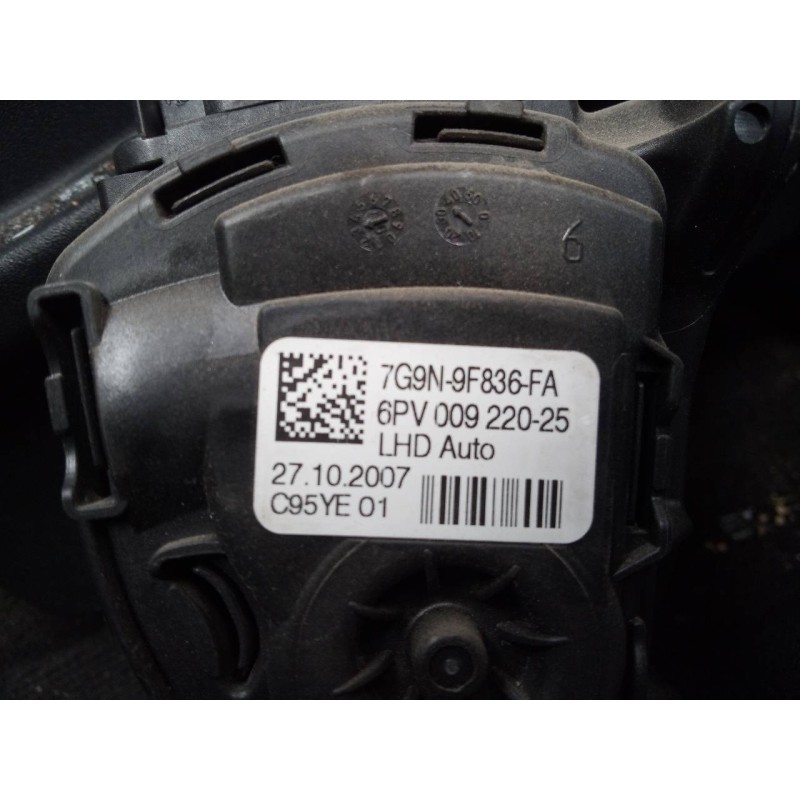 6
7G9N-9F836-FA
6PV 009 220-25
LHD Auto
27.10.2007
C95YE 01